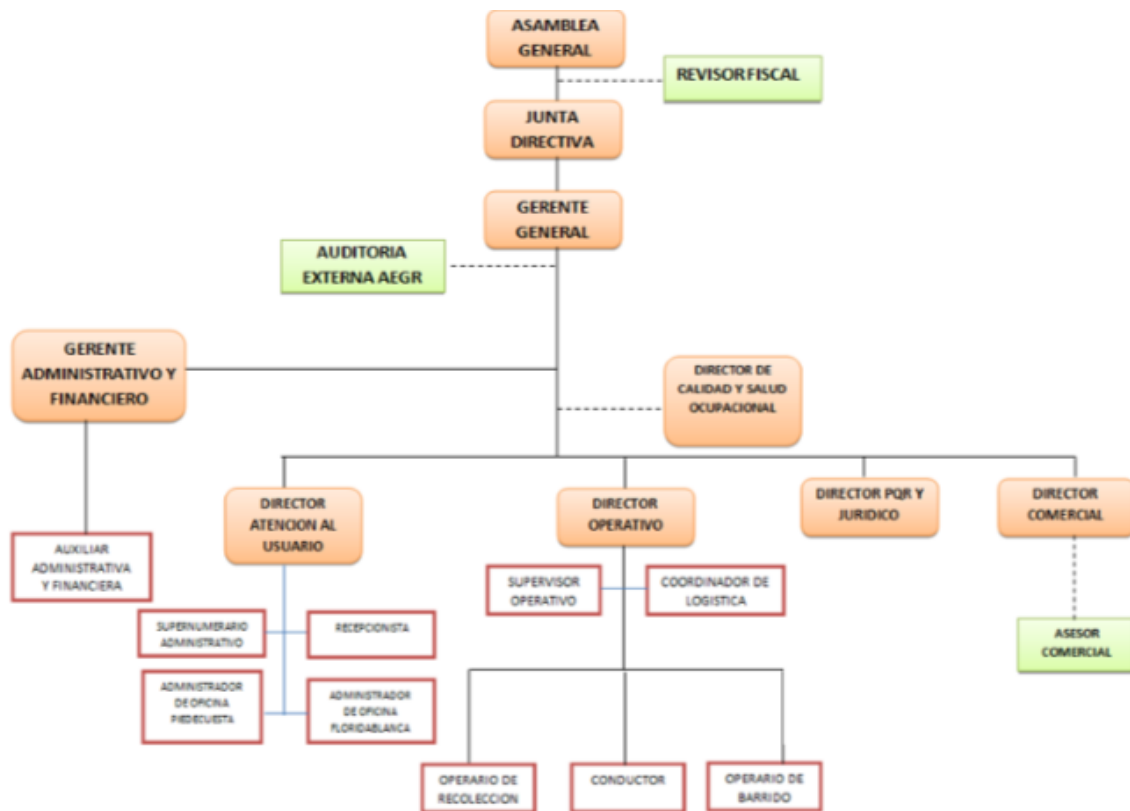 ASAMBLEA
GENERAL
REVISOR FISCAL
JUNTA
DIRECTIVA
GERENTE
GENERAL
AUDITORIA
EXTERNA AEGR
GERENTE
ADMINISTRATIVO Y
FINANCIERO
DIRECTOR DE
CALIDAD Y SALUD
OCUPACIONAL
DIRECTOR
ATENCION AL
USUARIO
DIRECTOR
OPERATIVO
DIRECTOR PQR Y
JURIDICO
DIRECTOR
COMERCIAL
AUXILIAR
ADMINISTRATIVA
Y FINANCIERA
SUPERVISOR
OPERATIVO
COORDINADOR DE
LOGISTICA
SUPERNUMERARIO
ADMINISTRATIVO
RECEPCIONISTA
ASESOR
COMERCIAL
ADMINISTRADOR
DE OFICINA
PIEDECUESTA
ADMINISTRADOR
DE OFICINA
FLORIDABLANCA
OPERARIO DE
RECOLECCION
CONDUCTOR
OPERARIO DE
BARRIDO